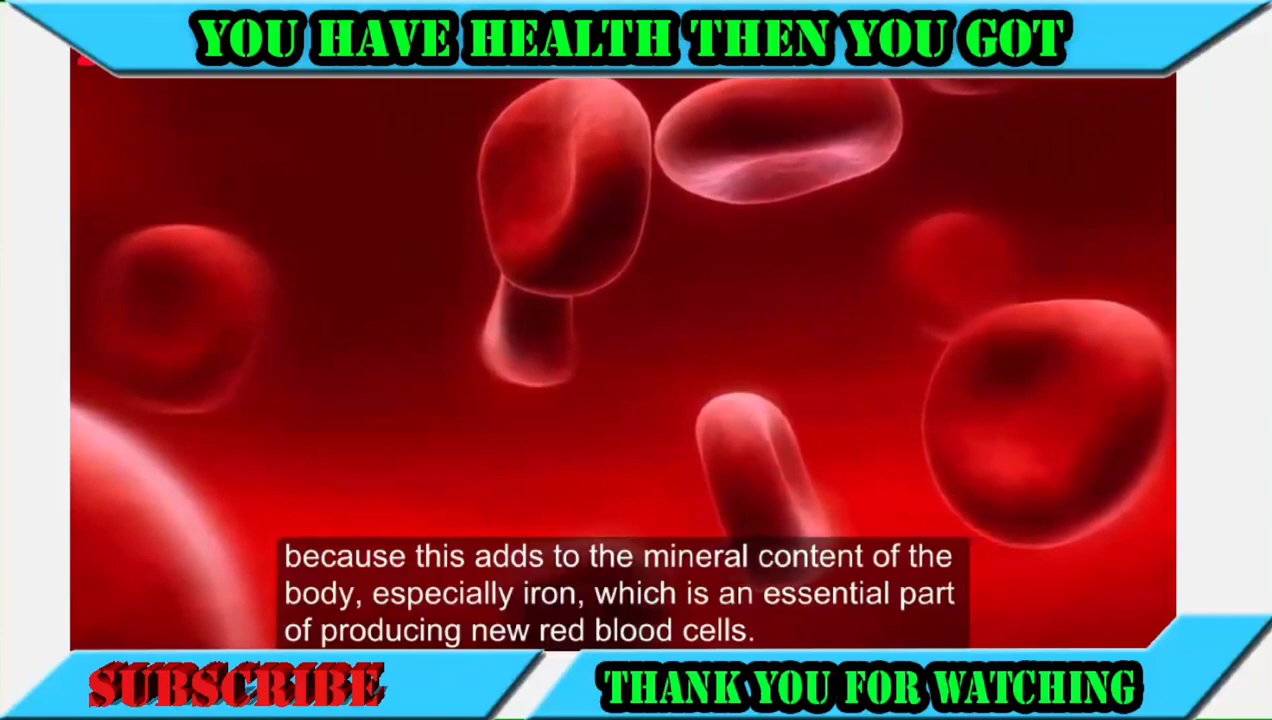 YOU HAVE HEALTH THEN YOU GOT
because this adds to the mineral content of the
body, especially iron, which is an essential part
of producing new red blood cells.
SUBSCRIBE
THANK YOU FOR WATCHING